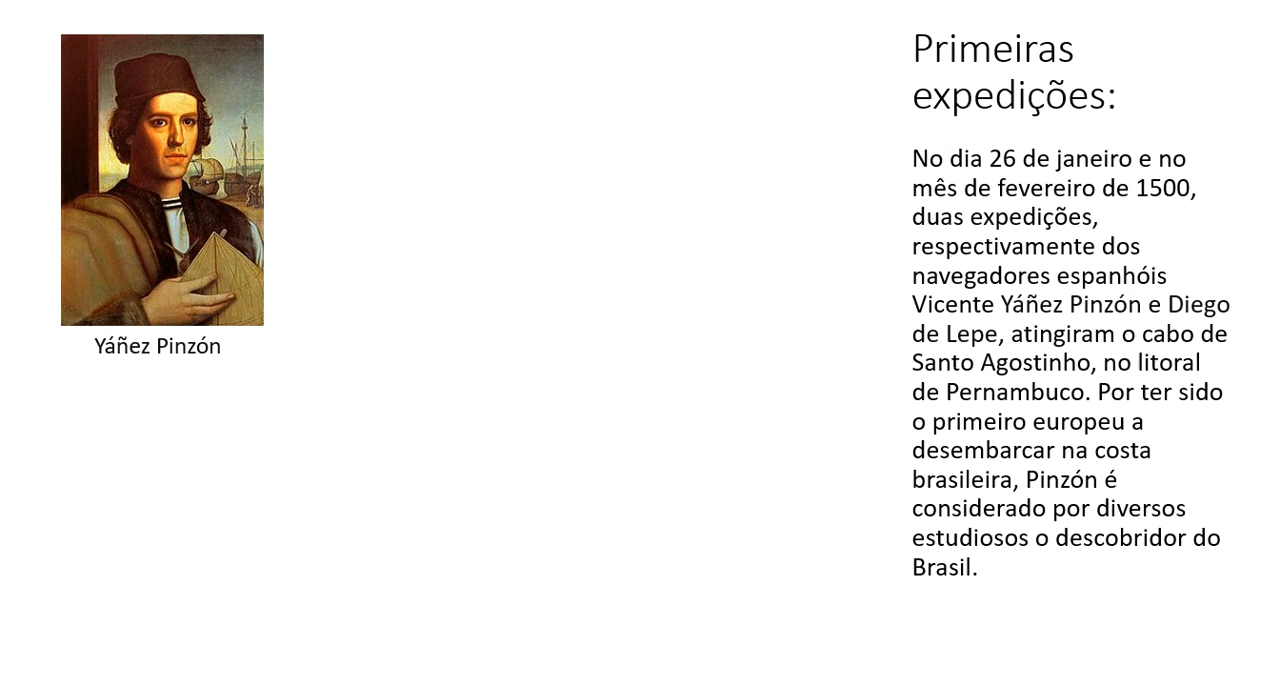 Yáñez Pinzón
Primeiras
expedições:
No dia 26 de janeiro e no
mês de fevereiro de 1500,
duas expedições,
respectivamente dos
navegadores espanhóis
Vicente Yáñez Pinzón e Diego
de Lepe, atingiram o cabo de
Santo Agostinho, no litoral
de Pernambuco. Por ter sido
o primeiro europeu a
desembarcar na costa
brasileira, Pinzón é
considerado por diversos
estudiosos o descobridor do
Brasil.